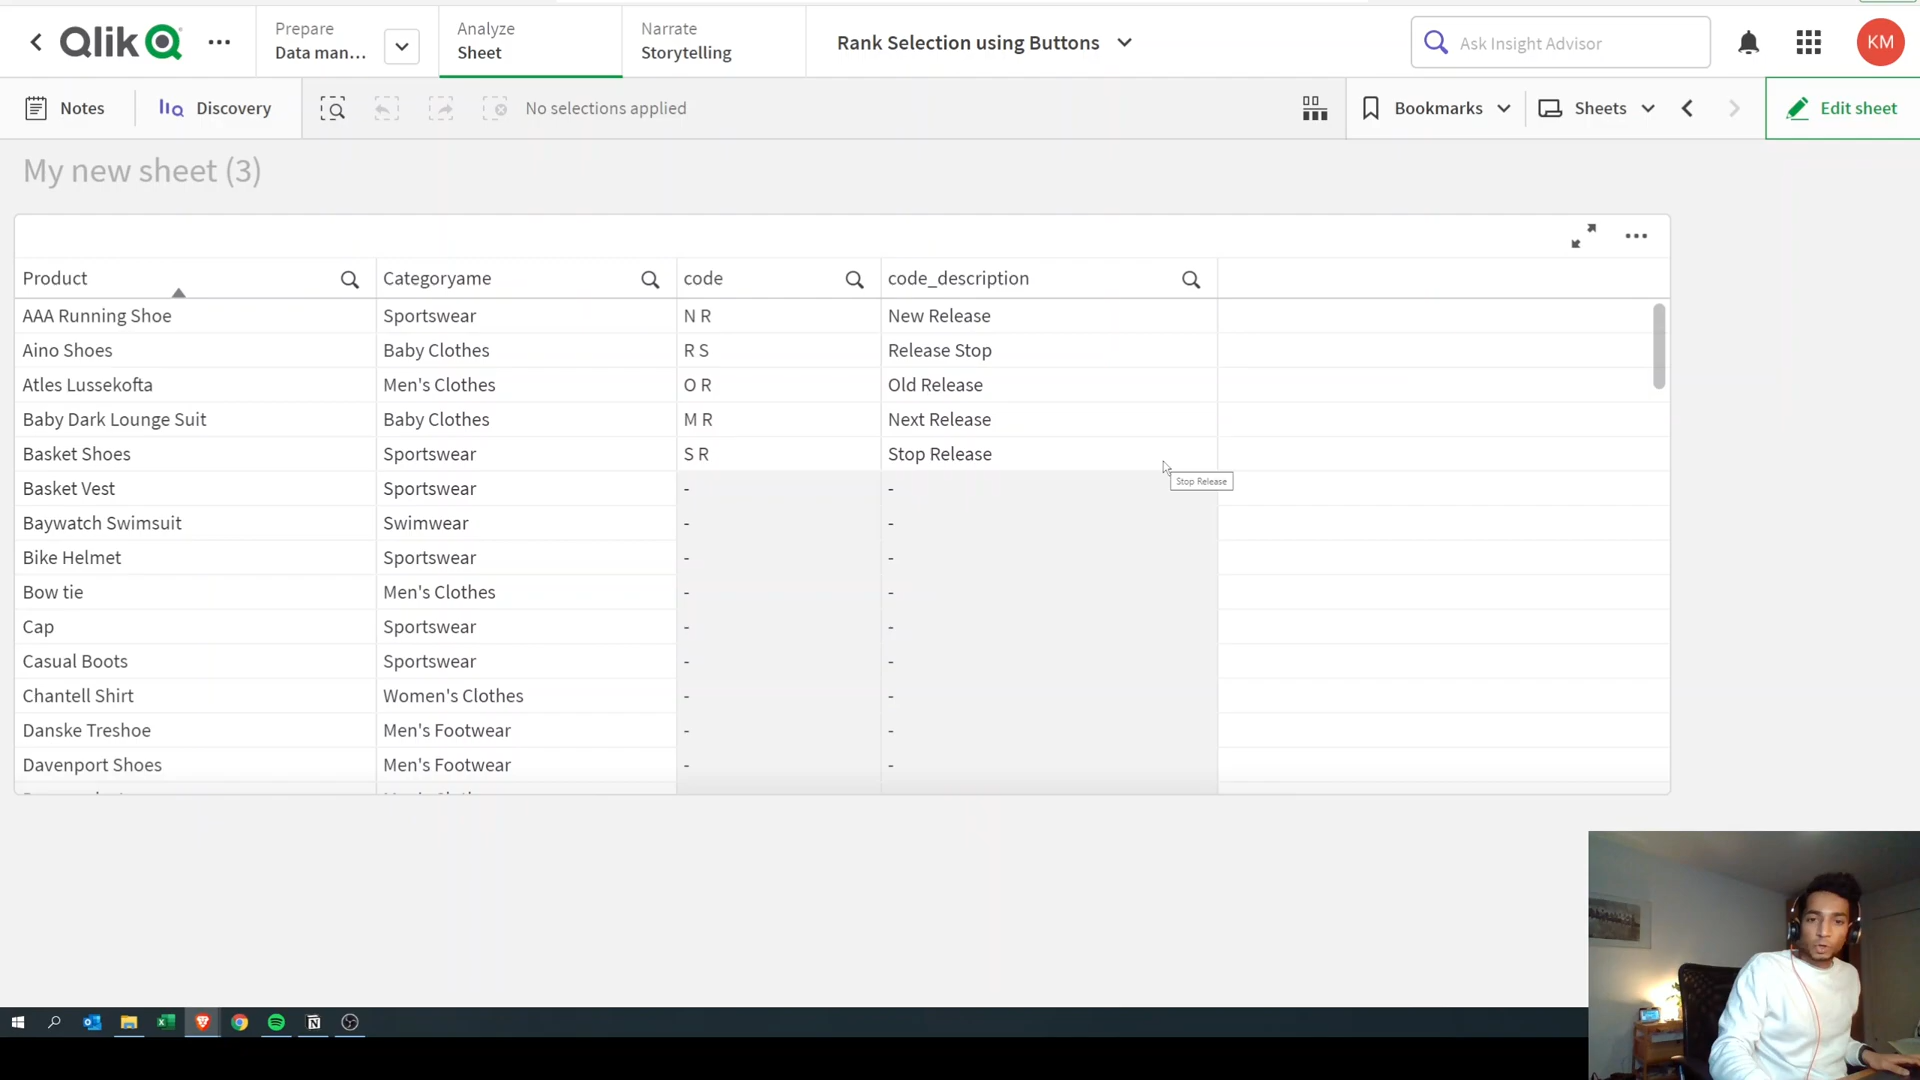 Qlik
Prepare
Data man...
Analyze
Sheet
Narrate
Storytelling
Rank Selection using Buttons
Ask Insight Advisor
KM
Notes
Discovery
No selections applied
Bookmarks
Sheets
Edit sheet
My new sheet (3)
Product Categoryame code code_description
AAA Running Shoe Sportswear N R New Release
Aino Shoes Baby Clothes R S Release Stop
Atles Lussekofta Men's Clothes O R Old Release
Baby Dark Lounge Suit Baby Clothes M R Next Release
Basket Shoes Sportswear S R Stop Release
Stop Release
Basket Vest Sportswear - -
Baywatch Swimsuit Swimwear - -
Bike Helmet Sportswear - -
Bow tie Men's Clothes - -
Cap Sportswear - -
Casual Boots Sportswear - -
Chantell Shirt Women's Clothes - -
Danske Treshoe Men's Footwear - -
Davenport Shoes Men's Footwear - -